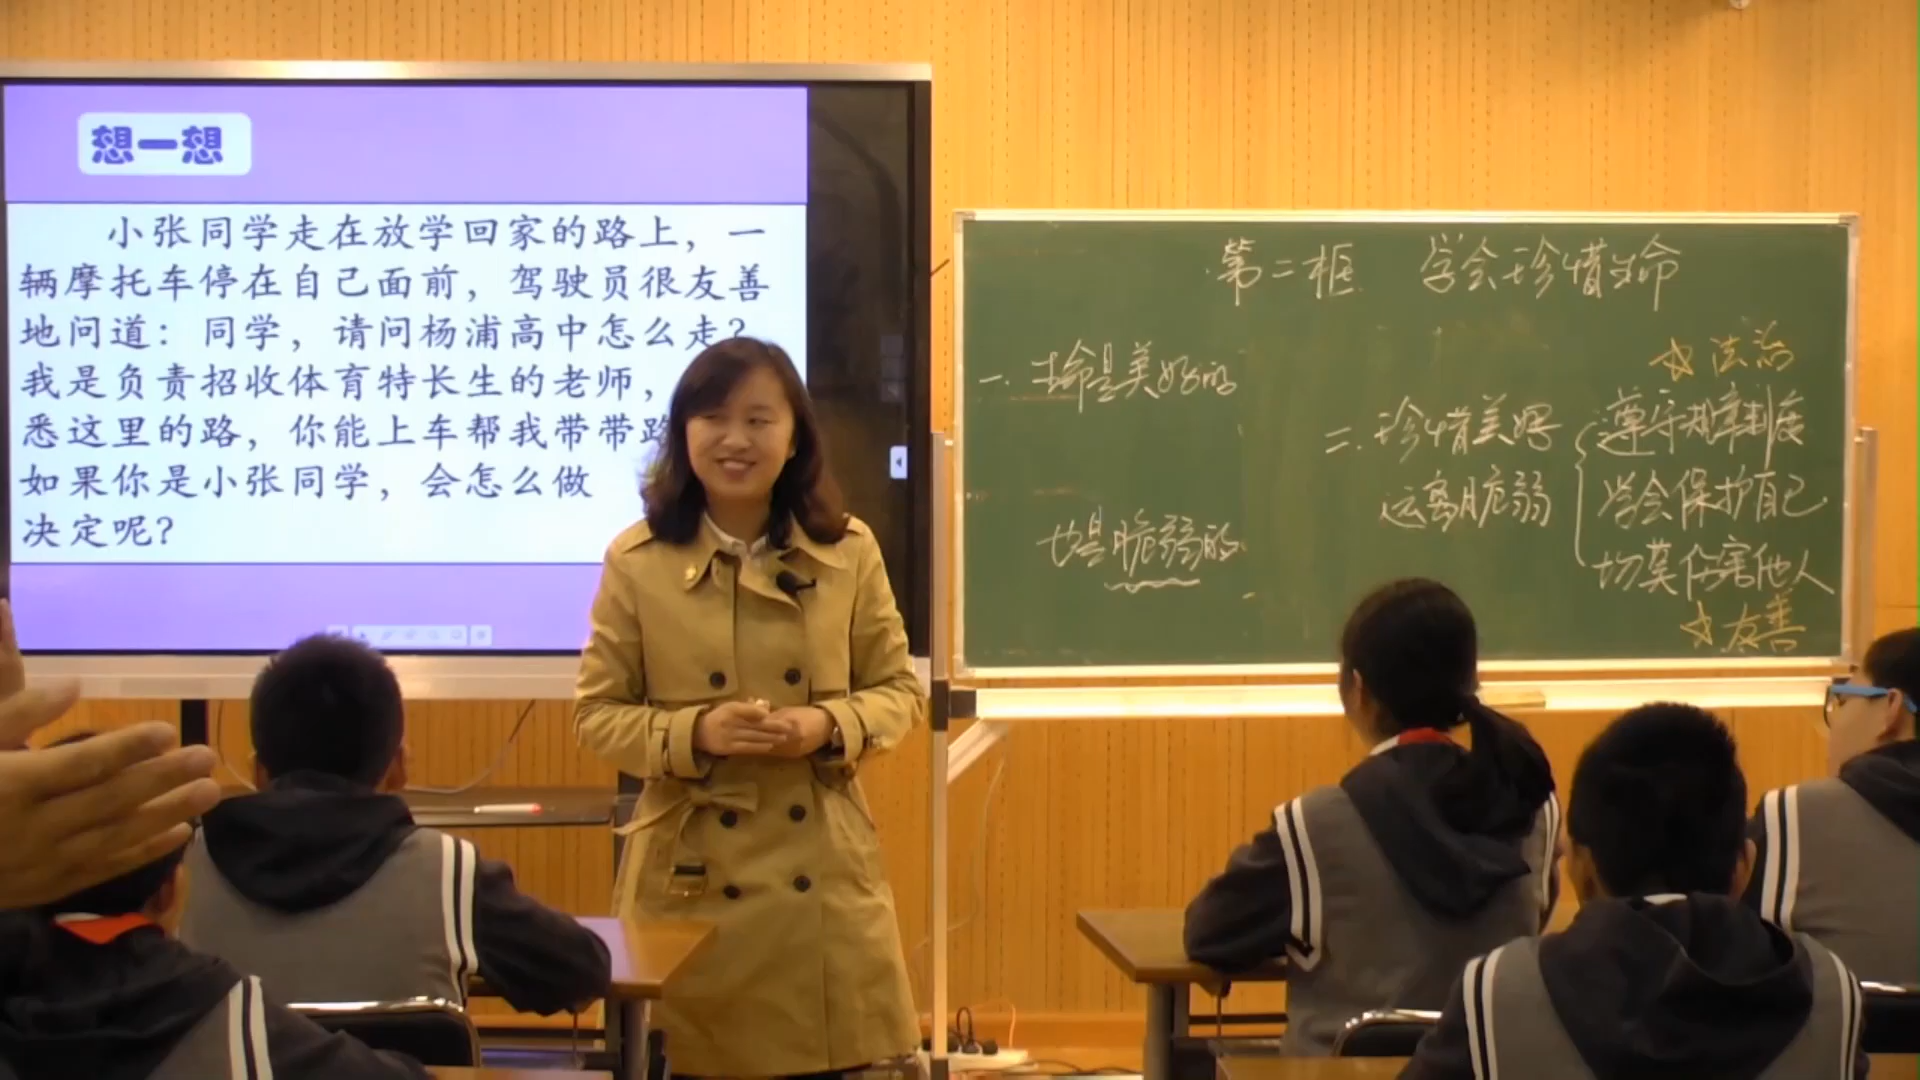 想一想
小张同学走在放学回家的路上，一
辆摩托车停在自己面前，驾驶员很友善
地问道：同学，请问杨浦高中怎么走？
我是负责招收体育特长生的老师，
悉这里的路，你能上车帮我带带路
如果你是小张同学，会怎么做
决定呢？
第二框 学会珍惜生命
一. 生命是美好的
也是脆弱的
二. 珍惜美好
远离脆弱
☆法治
遵守规章制度
学会保护自己
切莫伤害他人
☆友善